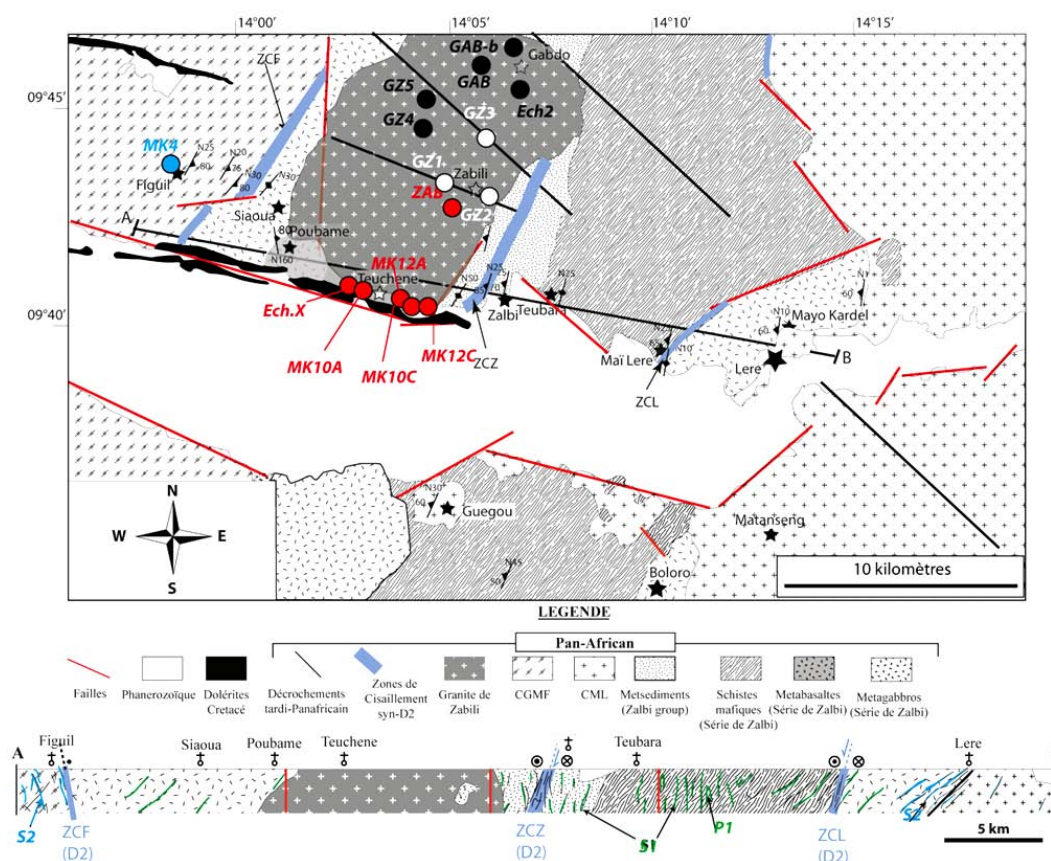 14°00'
14°05'
14°10'
14°15'
09°45'
09°40'
ZCF
GAB-b
Gabdo
GAB
Ech2
GZ5
GZ3
GZ4
MK4
N25
N20
80
76
N30
80
N30
Figuil
GZ1
Zabili
ZAB
GZ2
A
Siaoua
80
Poubame
N160
MK12A
Teuchene
N50
N25
70
N25
Zalbi
Teubara
Ech.X
MK10A
MK10C
MK12C
ZCZ
60
N10
60
Mayo Kardel
Maï Lere
N10
Lere
B
ZCL
N30
60
Guegou
N45
50
Matanseng
Boloro
N
W
E
S
10 kilomètres
LEGENDE
Pan-African
Failles
Phanerozoïque
Dolérites
Cretacé
Décrochements
tardi-Panafricain
Zones de
Cisaillement
syn-D2
Granite de
Zabili
CGMF
CML
Metsediments
(Zalbi group)
Schistes
mafiques
(Série de Zalbi)
Metabasaltes
(Série de Zalbi)
Metagabbros
(Série de Zalbi)
A
Figuil
Siaoua
Poubame
Teuchene
Teubara
Lere
S2
ZCF
(D2)
ZCZ
(D2)
S1
P1
ZCL
(D2)
S2
5 km